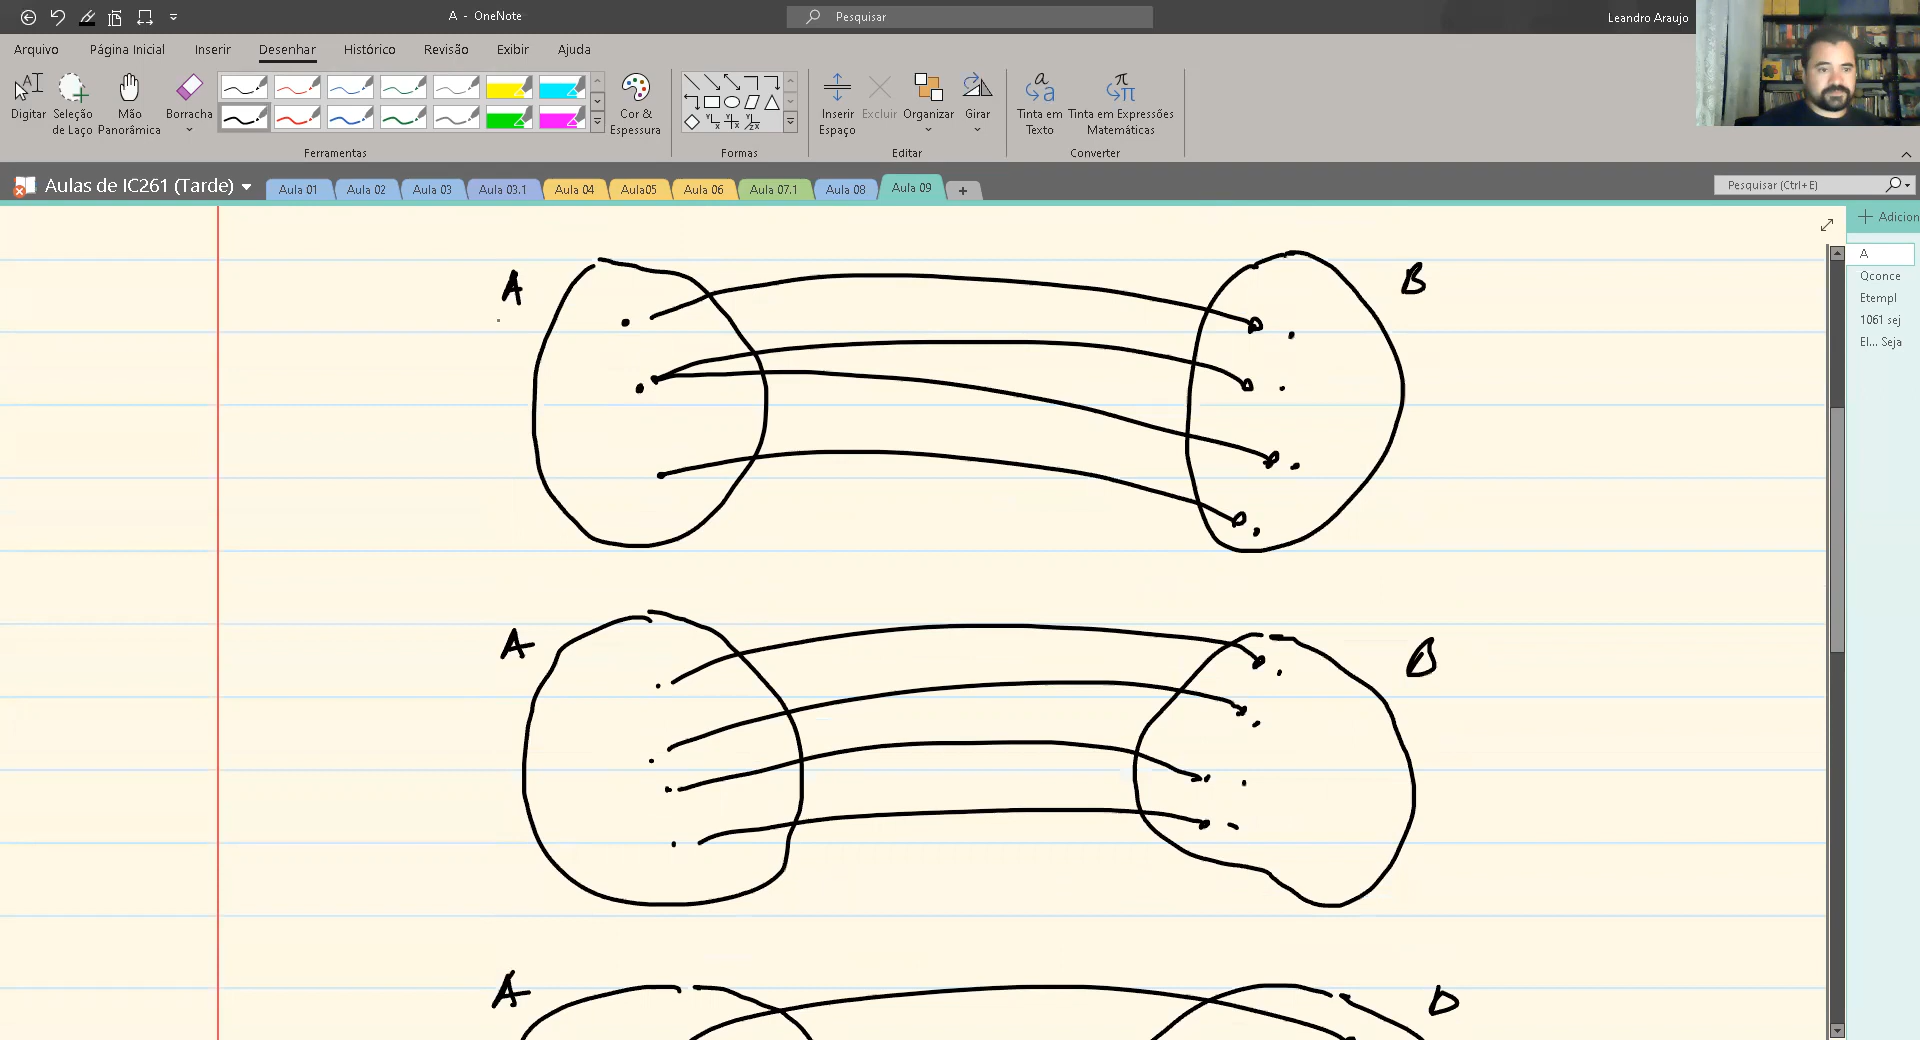 A - OneNote
Pesquisar
Leandro Araujo
Arquivo Página Inicial Inserir Desenhar Histórico Revisão Exibir Ajuda
Digitar
Seleção de Laço
Mão Panorâmica
Borracha
Cor & Espessura
Inserir Espaço
Excluir
Organizar
Girar
Tinta em Texto
Tinta em Expressões Matemáticas
Ferramentas
Formas
Editar
Converter
Aulas de IC261 (Tarde)
Aula 01 Aula 02 Aula 03 Aula 03.1 Aula 04 Aula05 Aula 06 Aula 07.1 Aula 08 Aula 09
Pesquisar (Ctrl+E)
Adicion
A
Qconce
Etempl
1061 sej
El... Seja
A B
A B
A D